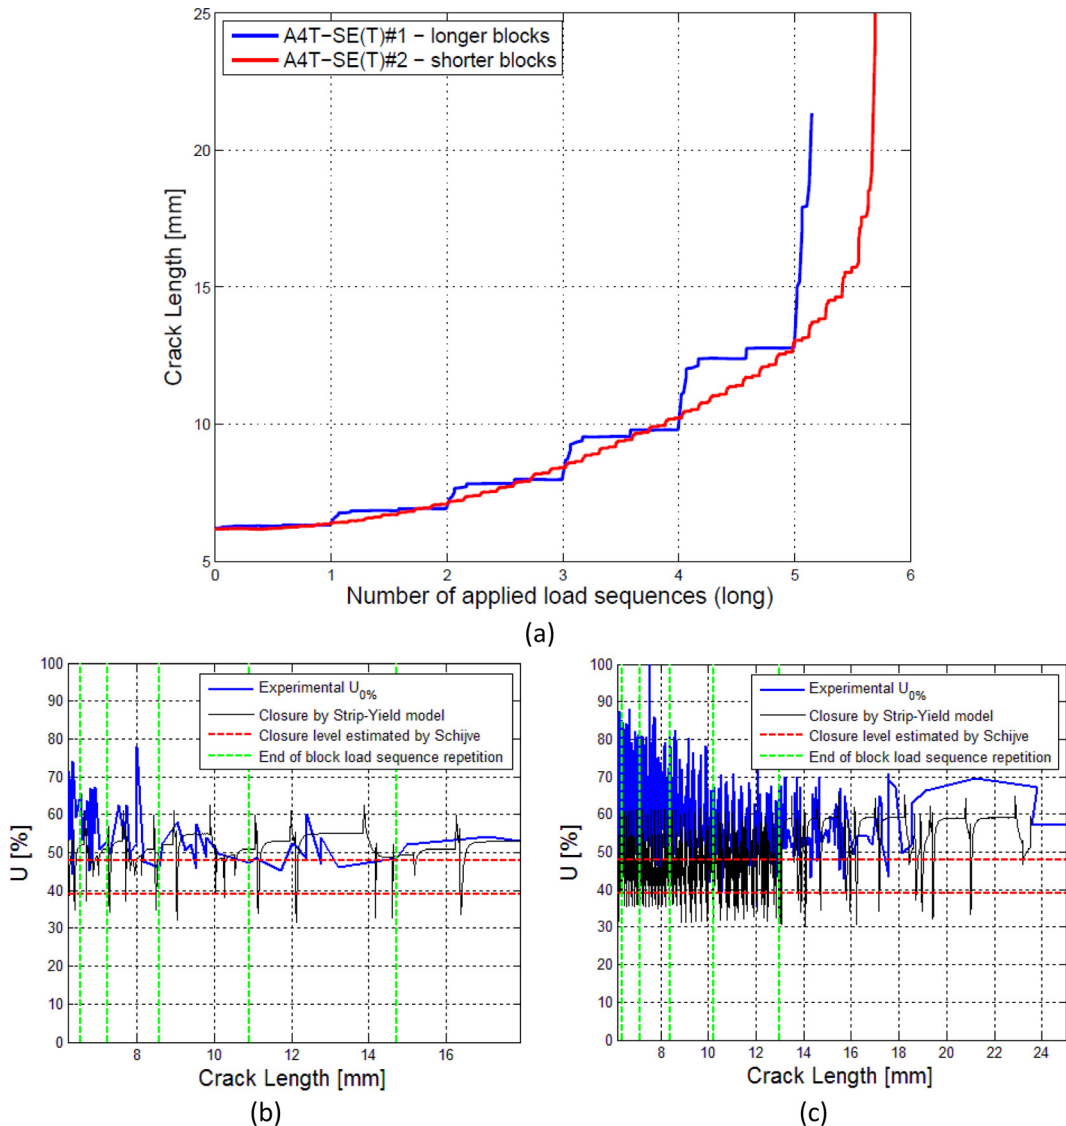 A4T−SE(T)#1 − longer blocks
A4T−SE(T)#2 − shorter blocks
25
20
15
10
5
Crack Length [mm]
0 1 2 3 4 5 6
Number of applied load sequences (long)
(a)
100
90
80
70
60
50
40
30
20
10
0
U [%]
Experimental U0%
Closure by Strip-Yield model
Closure level estimated by Schijve
End of block load sequence repetition
8 10 12 14 16
Crack Length [mm]
(b)
100
90
80
70
60
50
40
30
20
10
0
U [%]
Experimental U0%
Closure by Strip-Yield model
Closure level estimated by Schijve
End of block load sequence repetition
8 10 12 14 16 18 20 22 24
Crack Length [mm]
(c)